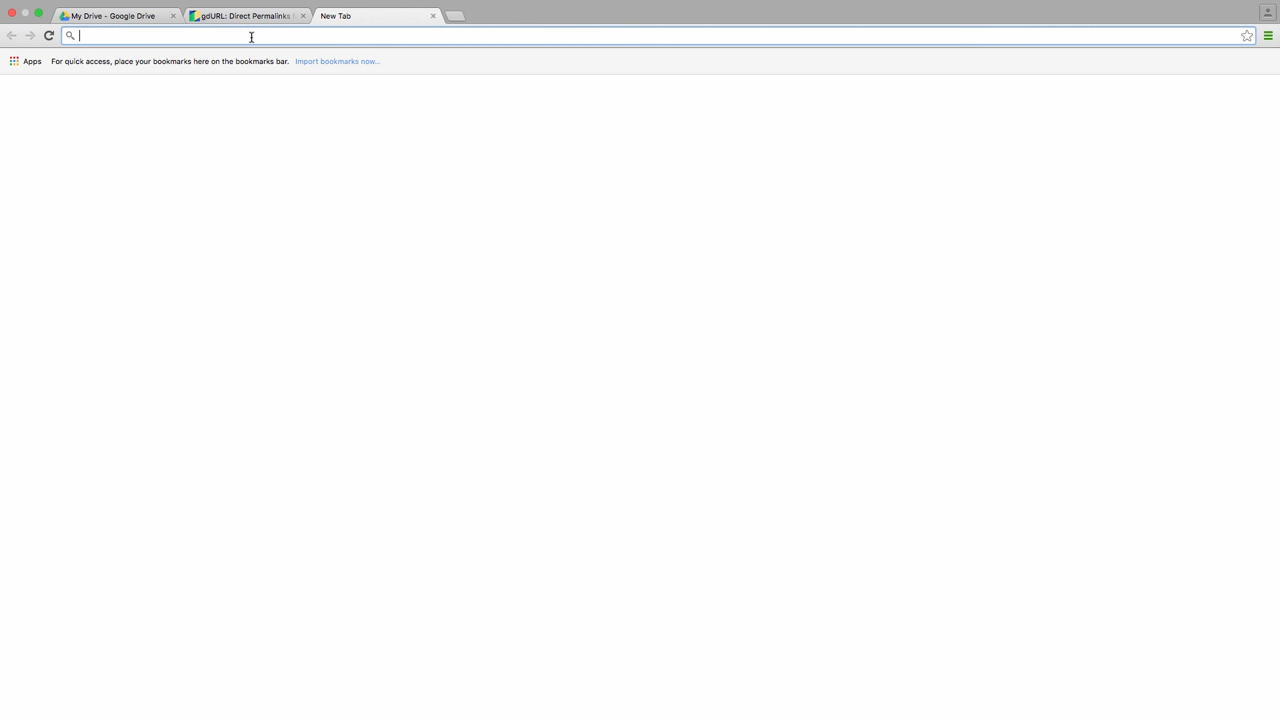 My Drive - Google Drive
gdURL: Direct Permalinks
New Tab
Apps
For quick access, place your bookmarks here on the bookmarks bar.
Import bookmarks now...